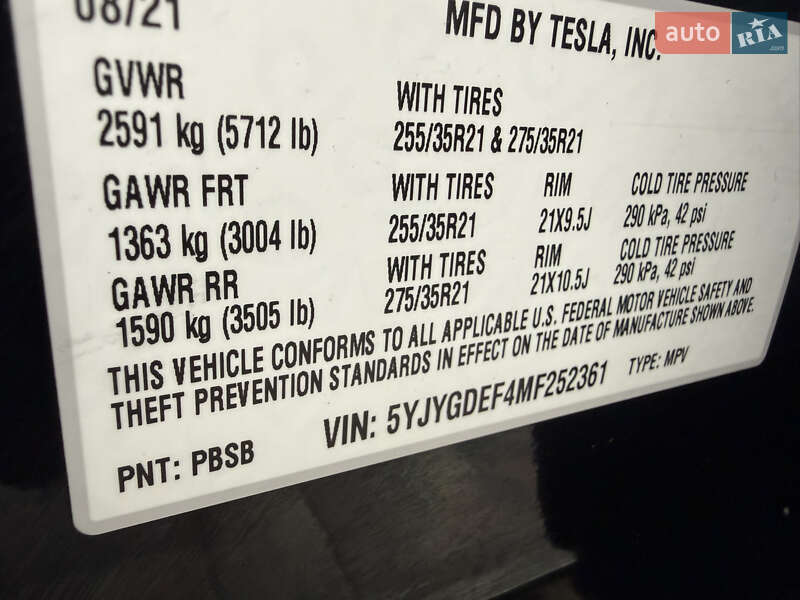 08/21
MFD BY TESLA, INC.
auto RIA .com
GVWR
2591 kg (5712 lb)
WITH TIRES
255/35R21 & 275/35R21
GAWR FRT
1363 kg (3004 lb)
WITH TIRES
255/35R21
RIM
21X9.5J
COLD TIRE PRESSURE
290 kPa, 42 psi
GAWR RR
1590 kg (3505 lb)
WITH TIRES
275/35R21
RIM
21X10.5J
COLD TIRE PRESSURE
290 kPa, 42 psi
THIS VEHICLE CONFORMS TO ALL APPLICABLE U.S. FEDERAL MOTOR VEHICLE SAFETY AND
THEFT PREVENTION STANDARDS IN EFFECT ON THE DATE OF MANUFACTURE SHOWN ABOVE.
PNT: PBSB
VIN: 5YJYGDEF4MF252361
TYPE: MPV